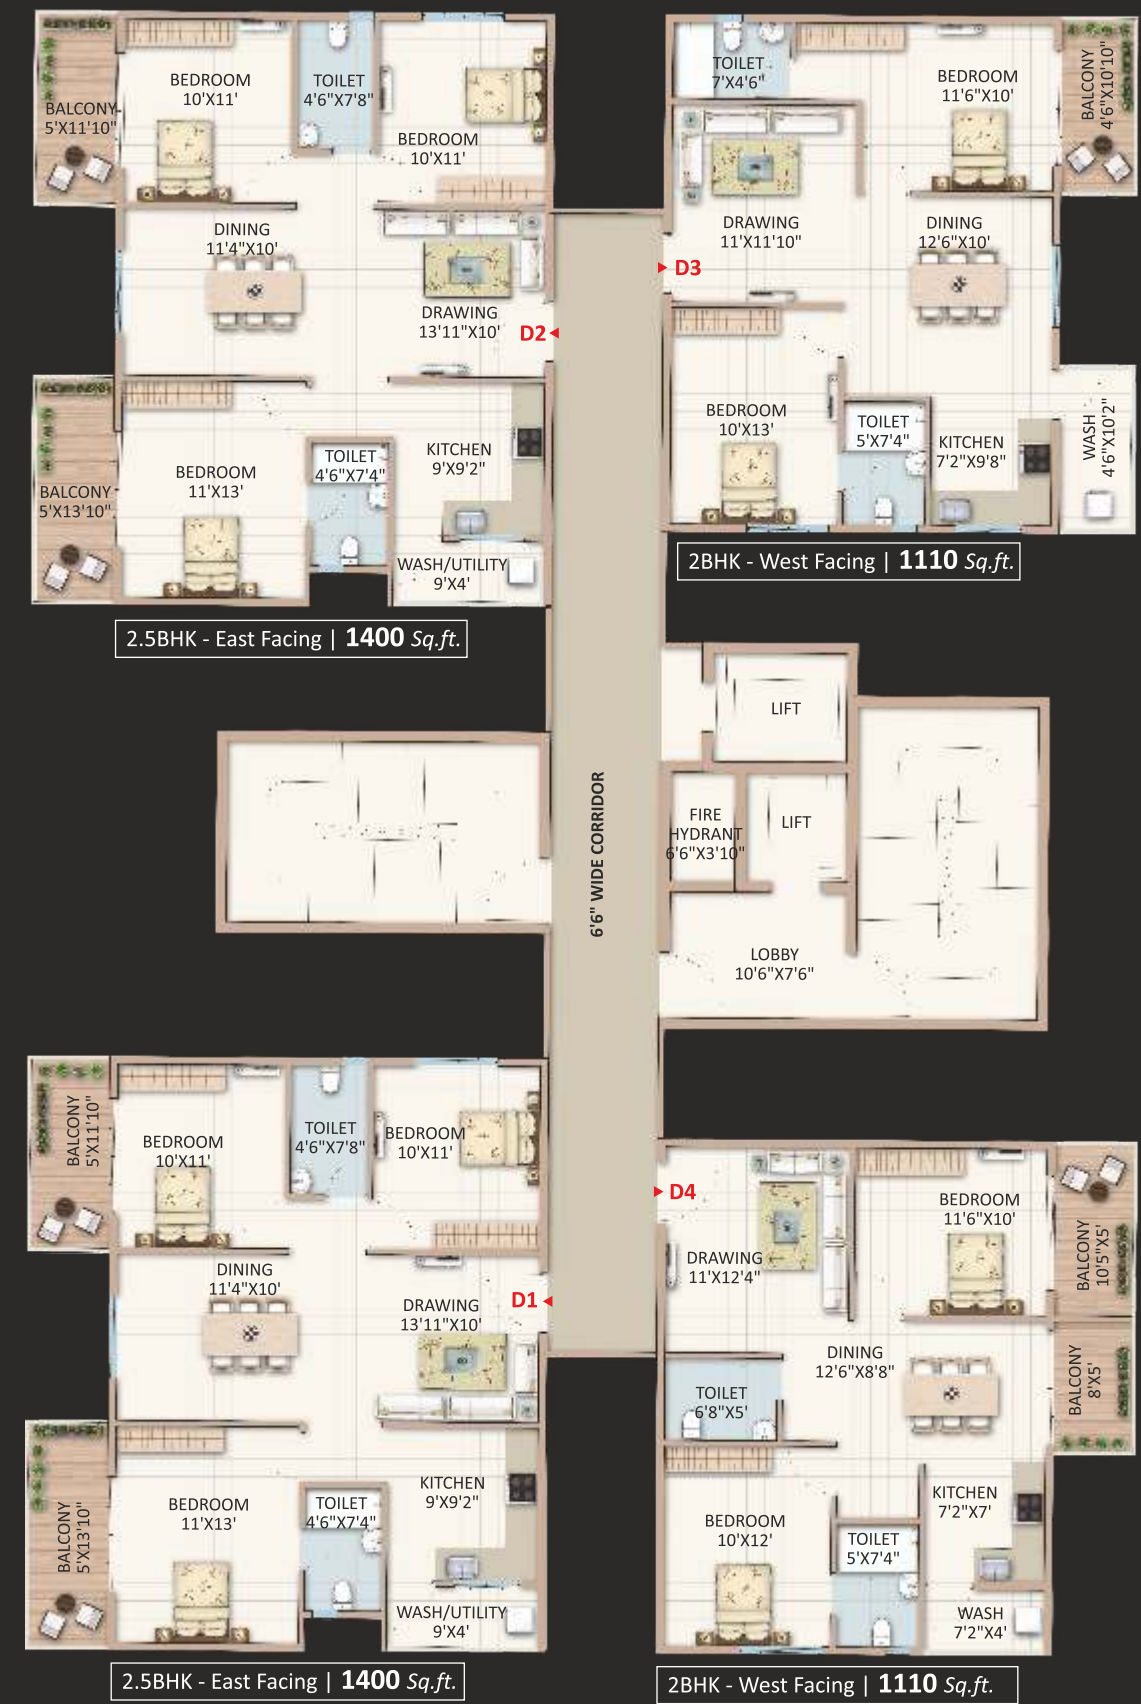 BEDROOM
10'X11'
TOILET
4'6"X7'8"
BALCONY
5'X11'10"
BEDROOM
10'X11'
DINING
11'4"X10'
DRAWING
13'11"X10'
D2
BEDROOM
11'X13'
TOILET
4'6"X7'4"
KITCHEN
9'X9'2"
BALCONY
5'X13'10"
WASH/UTILITY
9'X4'
2.5BHK - East Facing | 1400 Sq.ft.
TOILET
7'X4'6"
BEDROOM
11'6"X10'
BALCONY
4'6"X10'10"
DRAWING
11'X11'10"
DINING
12'6"X10'
D3
BEDROOM
10'X13'
TOILET
5'X7'4"
KITCHEN
7'2"X9'8"
WASH
4'6"X10'2"
2BHK - West Facing | 1110 Sq.ft.
LIFT
FIRE
HYDRANT
6'6"X3'10"
LIFT
6'6" WIDE CORRIDOR
LOBBY
10'6"X7'6"
BALCONY
5'X11'10"
BEDROOM
10'X11'
TOILET
4'6"X7'8"
BEDROOM
10'X11'
DINING
11'4"X10'
DRAWING
13'11"X10'
D1
BEDROOM
11'X13'
TOILET
4'6"X7'4"
KITCHEN
9'X9'2"
BALCONY
5'X13'10"
WASH/UTILITY
9'X4'
2.5BHK - East Facing | 1400 Sq.ft.
D4
DRAWING
11'X12'4"
BEDROOM
11'6"X10'
BALCONY
10'5"X5'
DINING
12'6"X8'8"
BALCONY
8'X5'
TOILET
6'8"X5'
BEDROOM
10'X12'
TOILET
5'X7'4"
KITCHEN
7'2"X7'
WASH
7'2"X4'
2BHK - West Facing | 1110 Sq.ft.